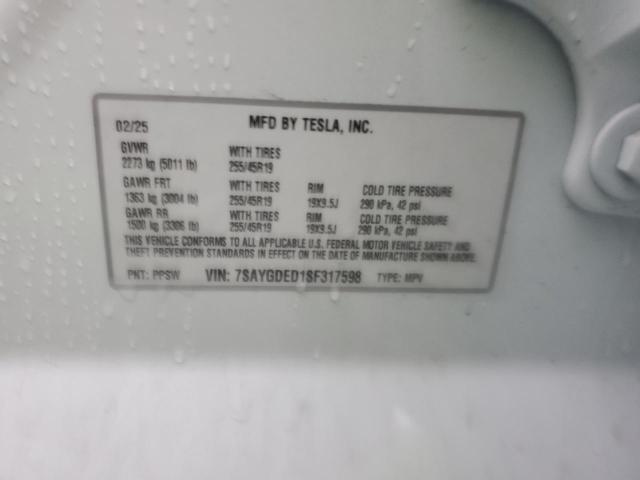 02/25 MFD BY TESLA, INC.
GVWR WITH TIRES
2273 kg (5011 lb) 255/45R19
GAWR FRT WITH TIRES RIM COLD TIRE PRESSURE
1363 kg (3004 lb) 255/45R19 19X9.5J 290 kPa, 42 psi
GAWR RR WITH TIRES RIM COLD TIRE PRESSURE
1500 kg (3306 lb) 255/45R19 19X9.5J 290 kPa, 42 psi
THIS VEHICLE CONFORMS TO ALL APPLICABLE U.S. FEDERAL MOTOR VEHICLE SAFETY AND
THEFT PREVENTION STANDARDS IN EFFECT ON THE DATE OF MANUFACTURE SHOWN ABOVE.
PNT: PPSW VIN: 7SAYGDED1SF317598 TYPE: MPV